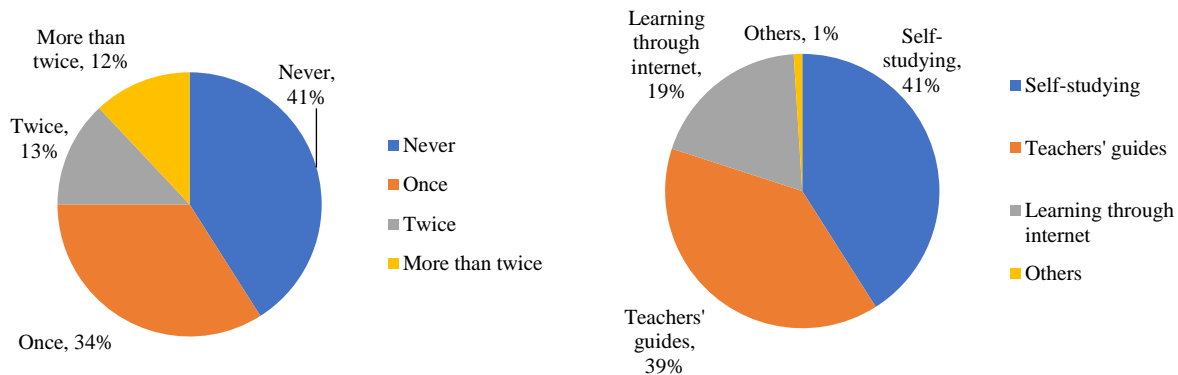 More than
twice, 12%
Never,
41%
Twice,
13%
Once, 34%
Never
Once
Twice
More than twice
Learning
through
internet,
19%
Others, 1%
Self-
studying,
41%
Teachers'
guides,
39%
Self-studying
Teachers' guides
Learning through
internet
Others